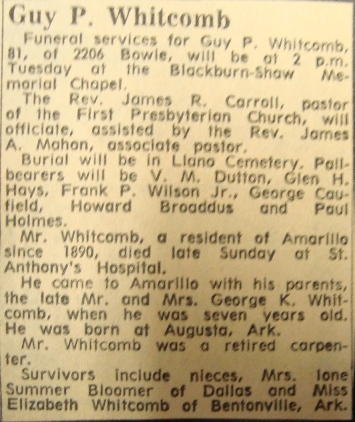 Guy P. Whitcomb
Funeral services for Guy P. Whitcomb,
81, of 2206 Bowie, will be at 2 p.m.
Tuesday at the Blackburn-Shaw Me-
morial Chapel.
The Rev. James R. Carroll, pastor
of the First Presbyterian Church, will
officiate, assisted by the Rev. James
A. Mahon, associate pastor.
Burial will be in Llano Cemetery. Pall-
bearers will be V. M. Dutton, Glen H.
Hays, Frank P. Wilson Jr., George Cau-
field, Howard Broaddus and Paul
Holmes.
Mr. Whitcomb, a resident of Amarillo
since 1890, died late Sunday at St.
Anthony's Hospital.
He came to Amarillo with his parents,
the late Mr. and Mrs. George K. Whit-
comb, when he was seven years old.
He was born at Augusta, Ark.
Mr. Whitcomb was a retired carpen-
ter.
Survivors include nieces, Mrs. Ione
Summer Bloomer of Dallas and Miss
Elizabeth Whitcomb of Bentonville, Ark.